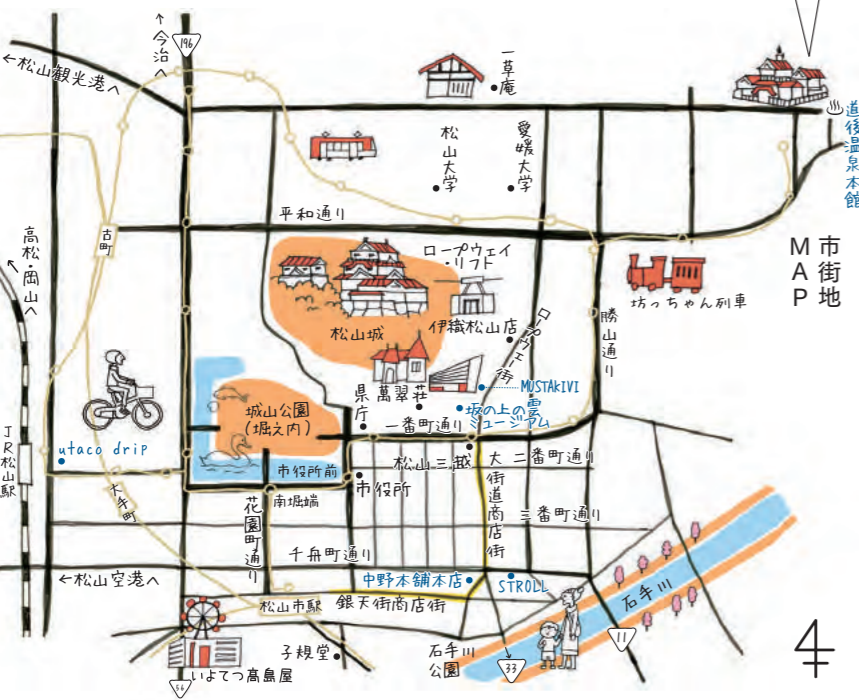 ↑今治へ
196
←松山観光港へ
一草庵
道後温泉本館
松山大学
愛媛大学
市街地
MAP
平和通り
古町
↑高松・岡山へ
ロープウェイ
・リフト
坊っちゃん列車
松山城
伊織松山店
ロープウェー街
勝山通り
MUSTAKIVI
萬翠荘
県庁
坂の上の雲
ミュージアム
城山公園
(堀之内)
一番町通り
utaco drip
JR松山駅
大手町
市役所前
市役所
松山三越
大街道商店街
二番町通り
南堀端
花園町通り
三番町通り
千舟町通り
←松山空港へ
中野本舗本店
STROLL
石手川
松山市駅
銀天街商店街
子規堂
石手川
公園
33
11
いよてつ髙島屋
56
4